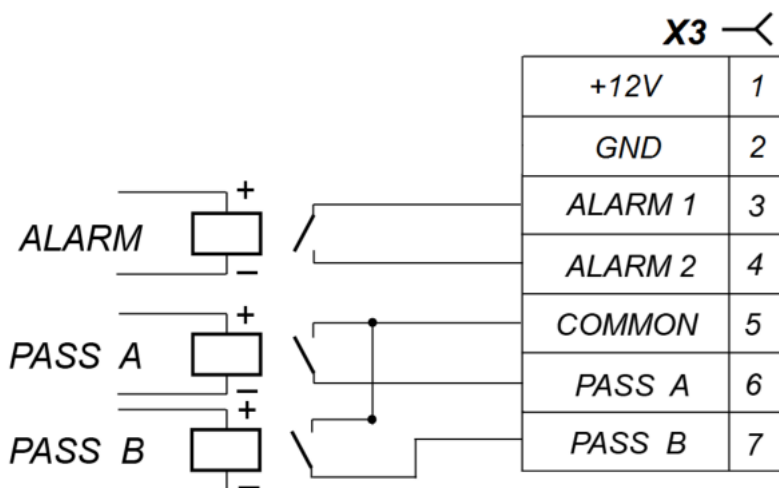 X3
+12V 1
GND 2
ALARM 1 3
ALARM 2 4
COMMON 5
PASS A 6
PASS B 7
+
ALARM
−
+
PASS A
−
+
PASS B
−